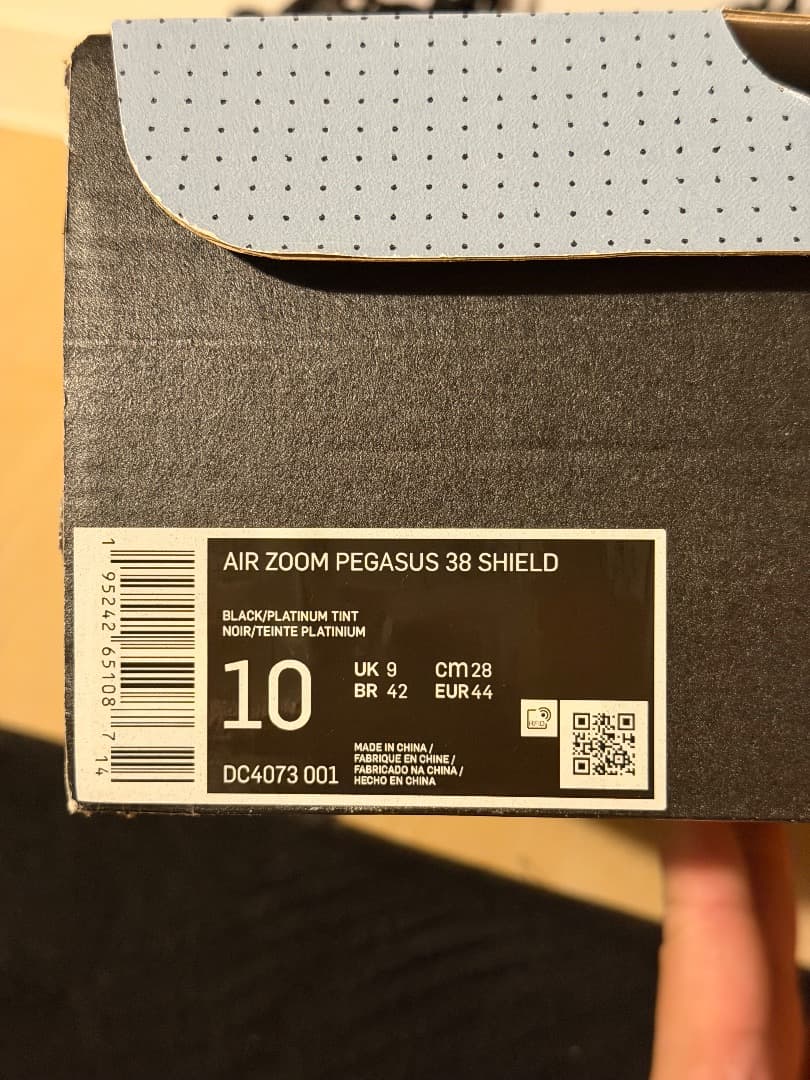 AIR ZOOM PEGASUS 38 SHIELD
BLACK/PLATINUM TINT
NOIR/TEINTE PLATINIUM
10
UK 9
cm 28
BR 42
EUR 44
DC4073 001
MADE IN CHINA /
FABRIQUE EN CHINE /
FABRICADO NA CHINA /
HECHO EN CHINA
RFID
1 95242 65108 7 14